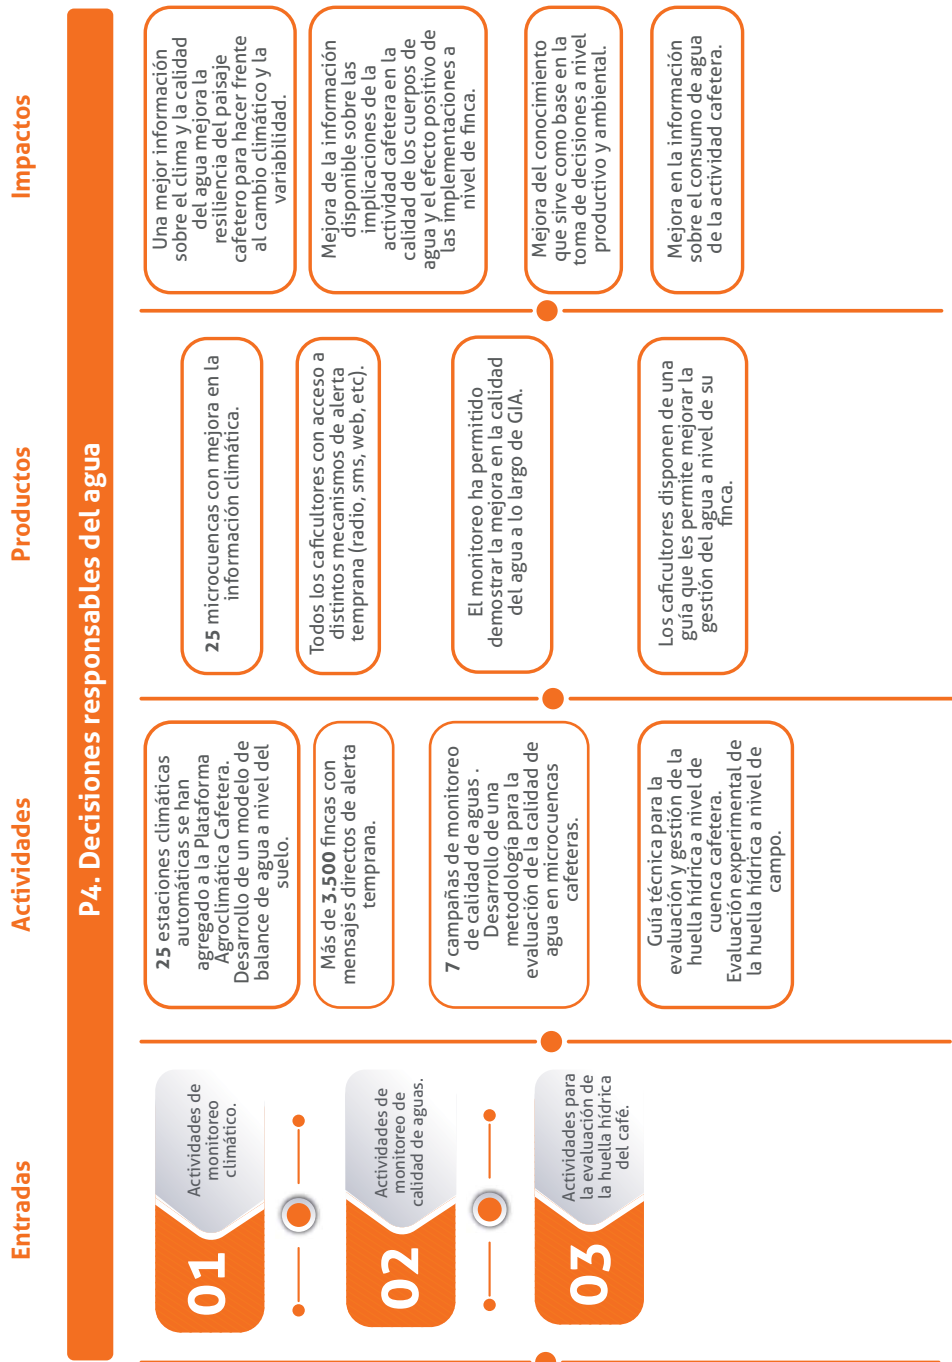 Entradas
Actividades
Productos
Impactos
P4. Decisiones responsables del agua
01
Actividades de
monitoreo
climático.
25 estaciones climáticas
automáticas se han
agregado a la Plataforma
Agroclimática Cafetera.
Desarrollo de un modelo de
balance de agua a nivel del
suelo.
Más de 3.500 fincas con
mensajes directos de alerta
temprana.
25 microcuencas con mejora en la
información climática.
Todos los caficultores con acceso a
distintos mecanismos de alerta
temprana (radio, sms, web, etc).
Una mejor información
sobre el clima y la calidad
del agua mejora la
resiliencia del paisaje
cafetero para hacer frente
al cambio climático y la
variabilidad.
Mejora de la información
disponible sobre las
implicaciones de la
actividad cafetera en la
calidad de los cuerpos de
agua y el efecto positivo de
las implementaciones a
nivel de finca.
02
Actividades de
monitoreo de
calidad de aguas.
7 campañas de monitoreo
de calidad de aguas .
Desarrollo de una
metodología para la
evaluación de la calidad de
agua en microcuencas
cafeteras.
El monitoreo ha permitido
demostrar la mejora en la calidad
del agua a lo largo de GIA.
Mejora del conocimiento
que sirve como base en la
toma de decisiones a nivel
productivo y ambiental.
03
Actividades para
la evaluación de
la huella hídrica
del café.
Guía técnica para la
evaluación y gestión de la
huella hídrica a nivel de
cuenca cafetera.
Evaluación experimental de
la huella hídrica a nivel de
campo.
Los caficultores disponen de una
guía que les permite mejorar la
gestión del agua a nivel de su
finca.
Mejora en la información
sobre el consumo de agua
de la actividad cafetera.